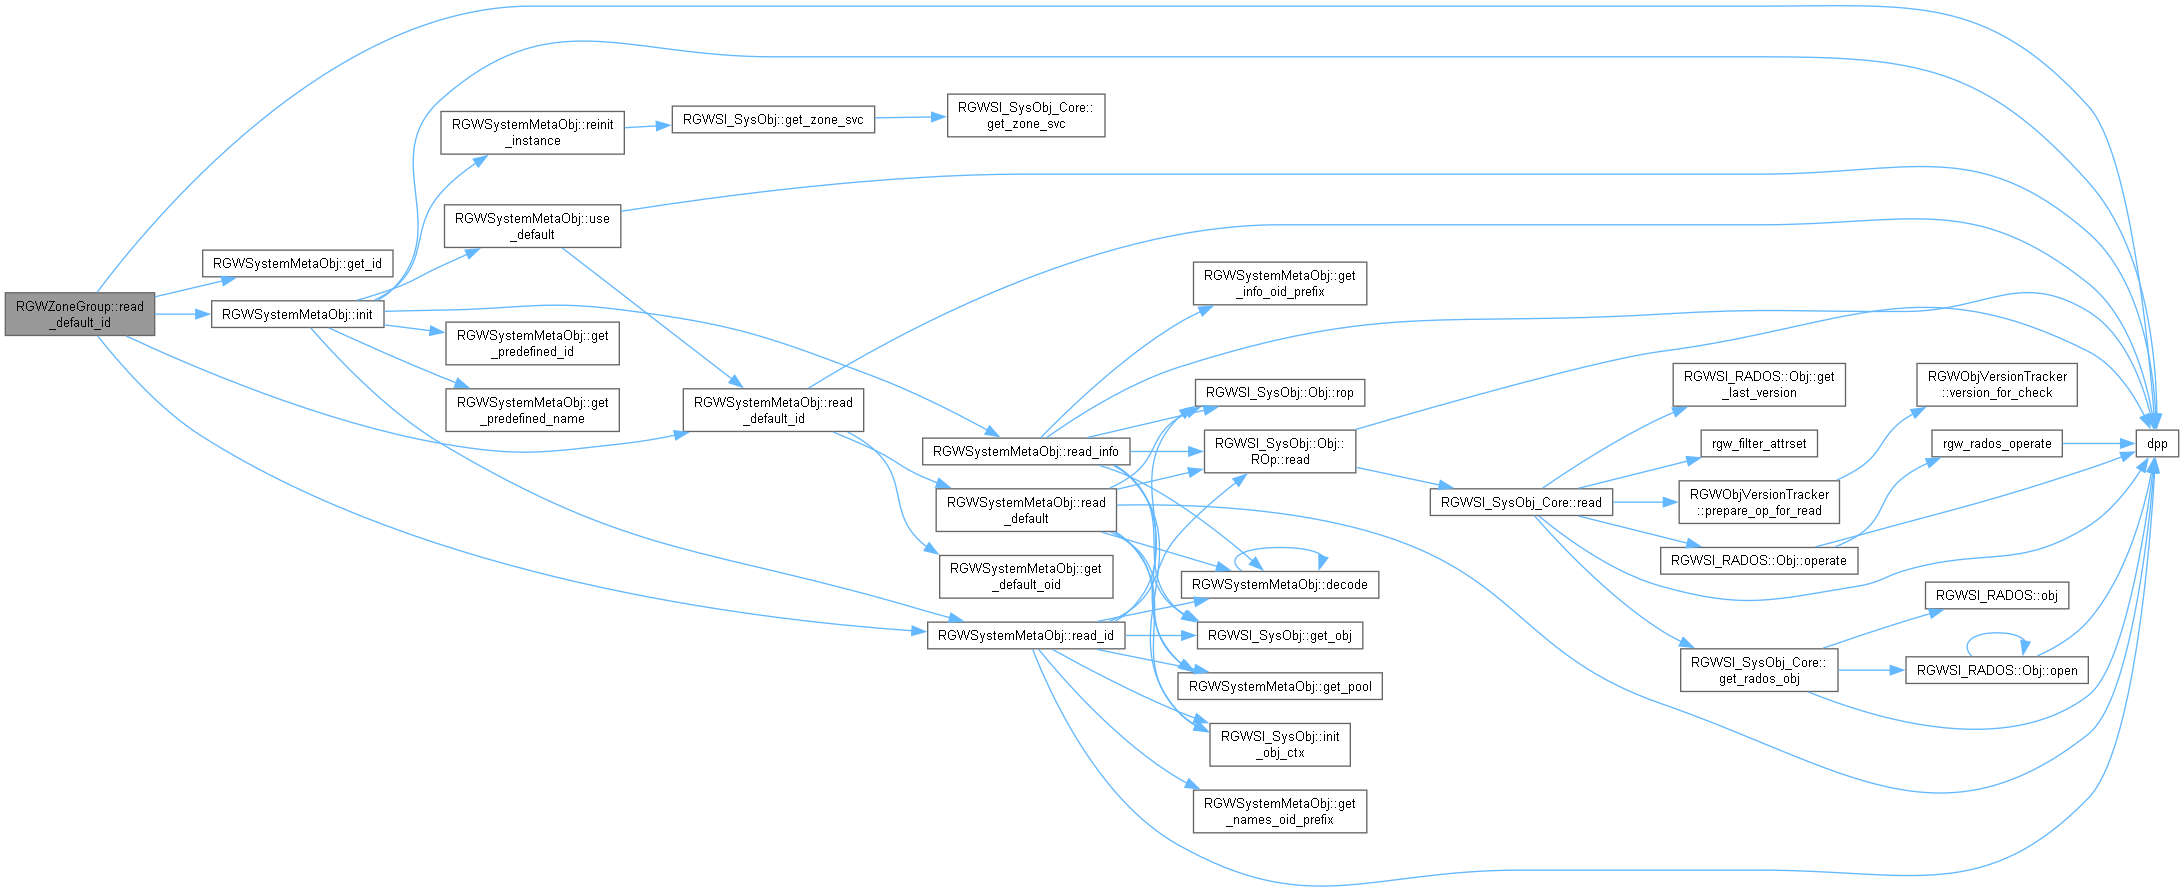 RGWZoneGroup::read
_default_id
RGWSystemMetaObj::get_id
RGWSystemMetaObj::init
RGWSystemMetaObj::reinit
_instance
RGWSystemMetaObj::use
_default
RGWSystemMetaObj::get
_predefined_id
RGWSystemMetaObj::get
_predefined_name
RGWSI_SysObj::get_zone_svc
RGWSystemMetaObj::read
_default_id
RGWSI_SysObj_Core::
get_zone_svc
RGWSystemMetaObj::read_info
RGWSystemMetaObj::read
_default
RGWSystemMetaObj::get
_default_oid
RGWSystemMetaObj::read_id
RGWSystemMetaObj::get
_info_oid_prefix
RGWSI_SysObj::Obj::rop
RGWSI_SysObj::Obj::
ROp::read
RGWSystemMetaObj::decode
RGWSI_SysObj::get_obj
RGWSystemMetaObj::get_pool
RGWSI_SysObj::init
_obj_ctx
RGWSystemMetaObj::get
_names_oid_prefix
RGWSI_SysObj_Core::read
RGWSI_RADOS::Obj::get
_last_version
rgw_filter_attrset
RGWObjVersionTracker
::prepare_op_for_read
RGWSI_RADOS::Obj::operate
RGWSI_SysObj_Core::
get_rados_obj
RGWObjVersionTracker
::version_for_check
rgw_rados_operate
RGWSI_RADOS::obj
RGWSI_RADOS::Obj::open
dpp